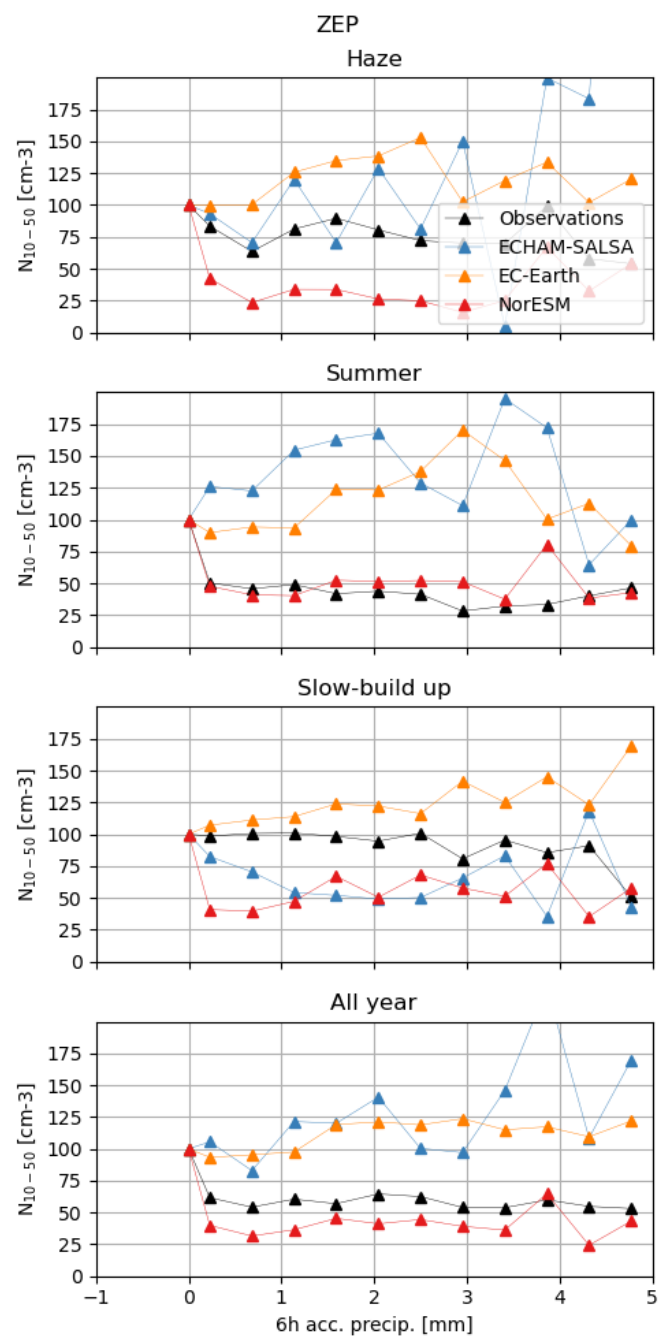 ZEP
Haze
175
150
125
100
75
50
25
0
N10−50 [cm-3]
Observations
ECHAM-SALSA
EC-Earth
NorESM
Summer
175
150
125
100
75
50
25
0
N10−50 [cm-3]
Slow-build up
175
150
125
100
75
50
25
0
N10−50 [cm-3]
All year
175
150
125
100
75
50
25
0
N10−50 [cm-3]
−1 0 1 2 3 4 5
6h acc. precip. [mm]